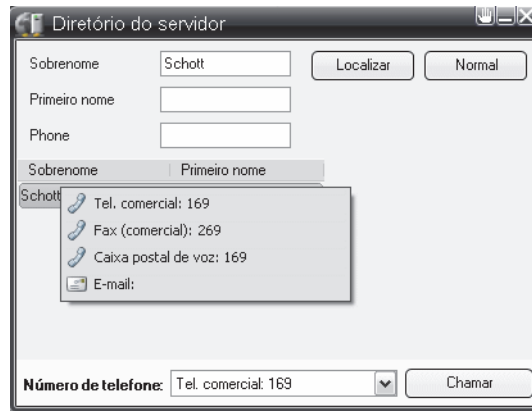 Diretório do servidor
Sobrenome Schott Localizar Normal
Primeiro nome
Phone
Sobrenome Primeiro nome
Schott
Tel. comercial: 169
Fax (comercial): 269
Caixa postal de voz: 169
E-mail:
Número de telefone: Tel. comercial: 169 Chamar